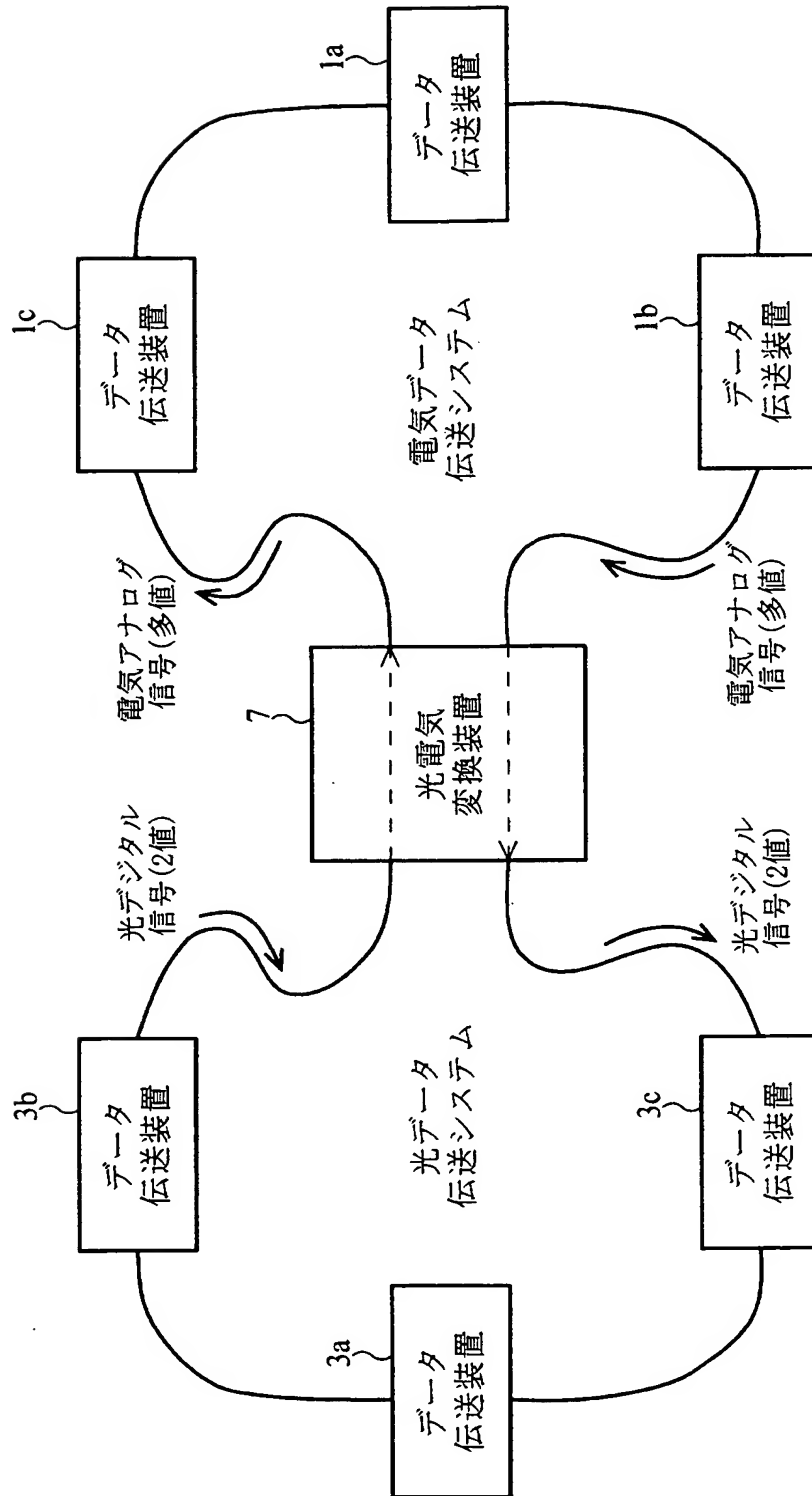 3b
データ
伝送装置
光デジタル
信号(2値)
電気アナログ
信号(多値)
1c
データ
伝送装置
3a
データ
伝送装置
光データ
伝送システム
7
光電気
変換装置
電気データ
伝送システム
1a
データ
伝送装置
3c
データ
伝送装置
光デジタル
信号(2値)
電気アナログ
信号(多値)
1b
データ
伝送装置